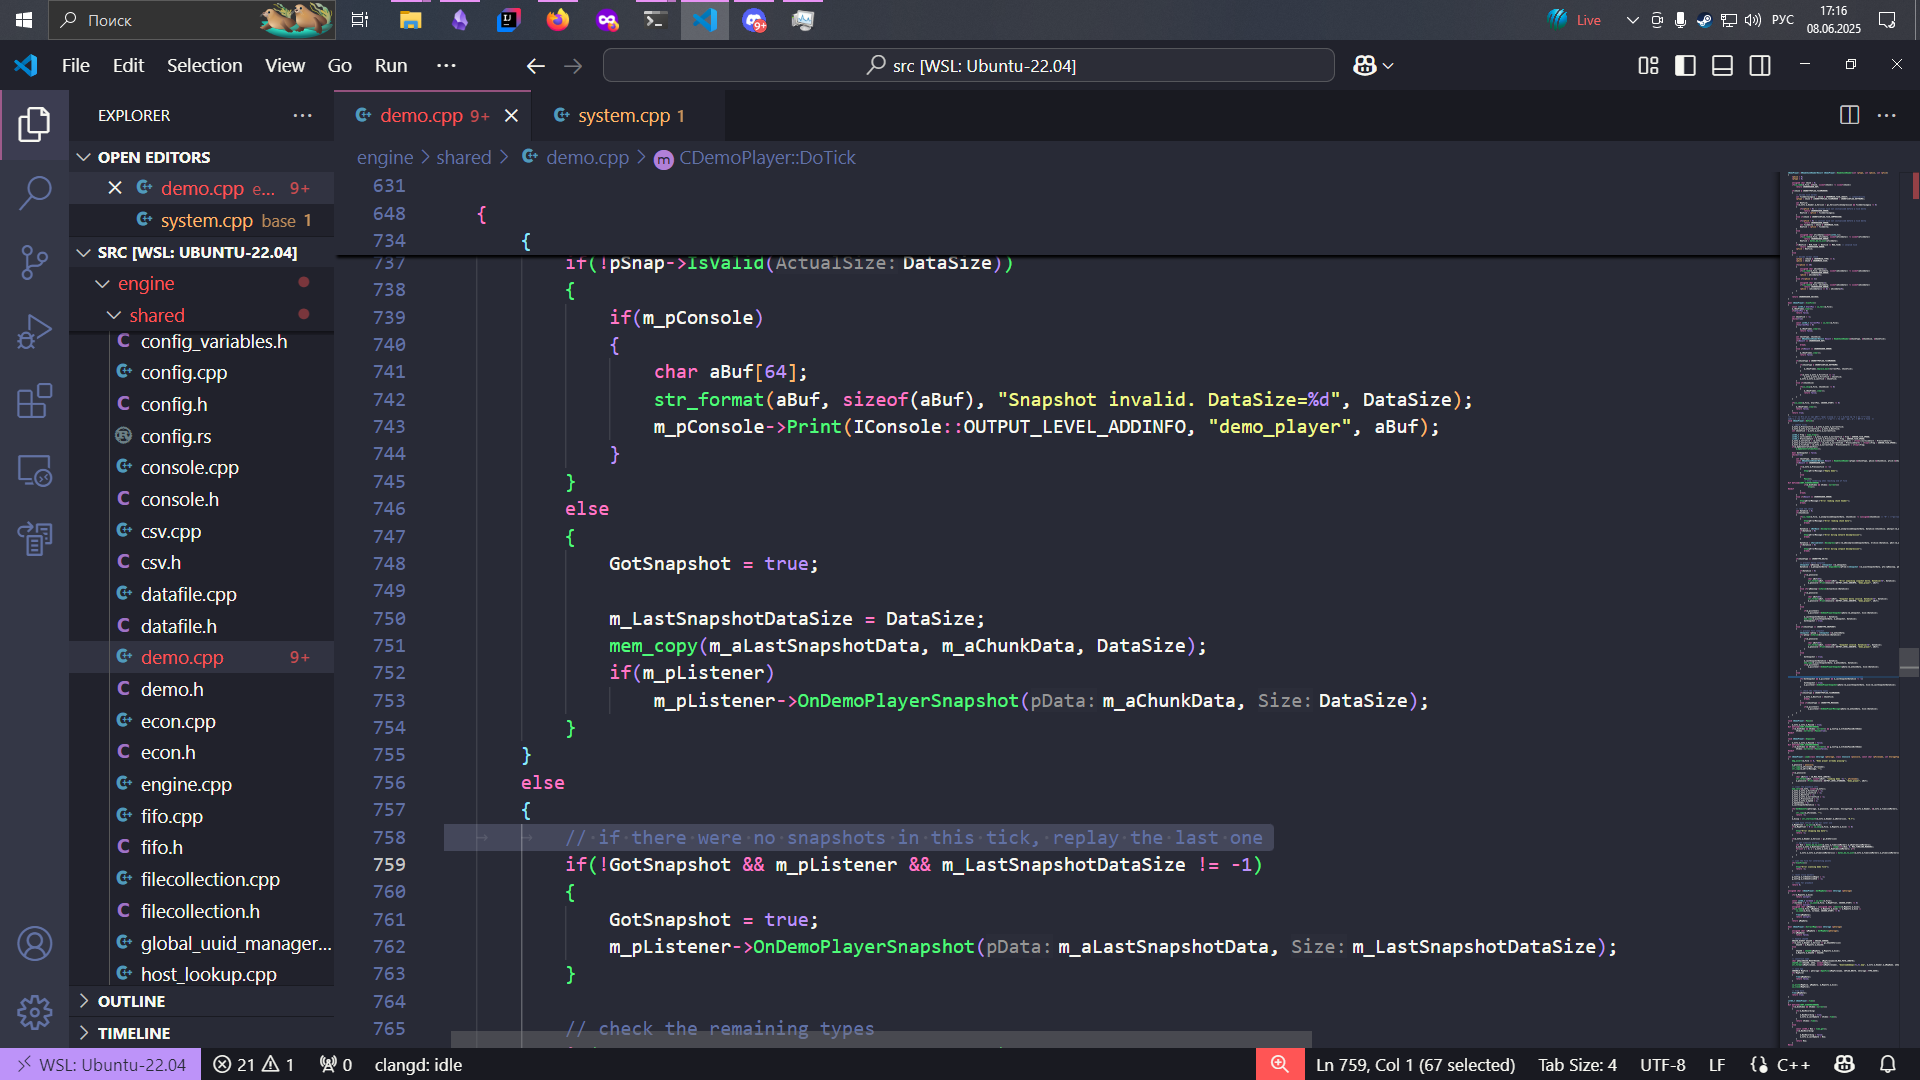 Поиск
Live
РУС
17:16
08.06.2025
File Edit Selection View Go Run ···
src [WSL: Ubuntu-22.04]
EXPLORER
demo.cpp 9+
system.cpp 1
OPEN EDITORS
engine > shared > demo.cpp > CDemoPlayer::DoTick
demo.cpp e... 9+
system.cpp base 1
SRC [WSL: UBUNTU-22.04]
engine
shared
config_variables.h
config.cpp
config.h
config.rs
console.cpp
console.h
csv.cpp
csv.h
datafile.cpp
datafile.h
demo.cpp 9+
demo.h
econ.cpp
econ.h
engine.cpp
fifo.cpp
fifo.h
filecollection.cpp
filecollection.h
global_uuid_manager...
host_lookup.cpp
OUTLINE
TIMELINE
631
648 {
734 {
737 if(!pSnap->IsValid(ActualSize: DataSize))
738 {
739 if(m_pConsole)
740 {
741 char aBuf[64];
742 str_format(aBuf, sizeof(aBuf), "Snapshot invalid. DataSize=%d", DataSize);
743 m_pConsole->Print(IConsole::OUTPUT_LEVEL_ADDINFO, "demo_player", aBuf);
744 }
745 }
746 else
747 {
748 GotSnapshot = true;
749
750 m_LastSnapshotDataSize = DataSize;
751 mem_copy(m_aLastSnapshotData, m_aChunkData, DataSize);
752 if(m_pListener)
753 m_pListener->OnDemoPlayerSnapshot(pData: m_aChunkData, Size: DataSize);
754 }
755 }
756 else
757 {
758 // if there were no snapshots in this tick, replay the last one
759 if(!GotSnapshot && m_pListener && m_LastSnapshotDataSize != -1)
760 {
761 GotSnapshot = true;
762 m_pListener->OnDemoPlayerSnapshot(pData: m_aLastSnapshotData, Size: m_LastSnapshotDataSize);
763 }
764
765 // check the remaining types
WSL: Ubuntu-22.04 21 1 0 clangd: idle Ln 759, Col 1 (67 selected) Tab Size: 4 UTF-8 LF {} C++